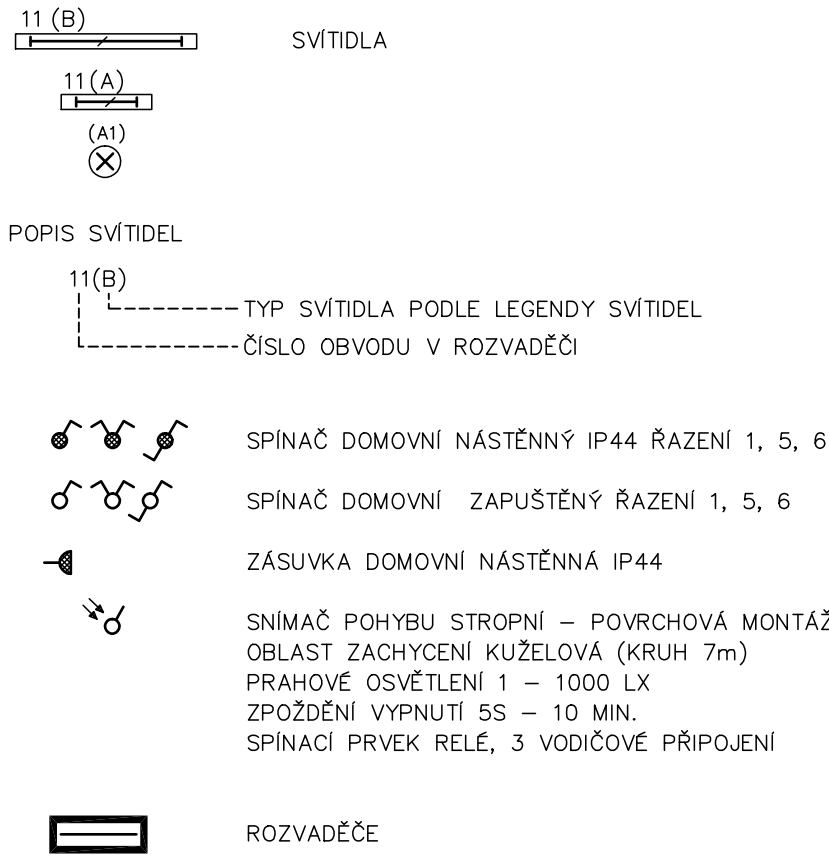 11 (B)
SVÍTIDLA
11(A)
(A1)
POPIS SVÍTIDEL
11(B)
TYP SVÍTIDLA PODLE LEGENDY SVÍTIDEL
ČÍSLO OBVODU V ROZVADĚČI
SPÍNAČ DOMOVNÍ NÁSTĚNNÝ IP44 ŘAZENÍ 1, 5, 6
SPÍNAČ DOMOVNÍ ZAPUŠTĚNÝ ŘAZENÍ 1, 5, 6
ZÁSUVKA DOMOVNÍ NÁSTĚNNÁ IP44
SNÍMAČ POHYBU STROPNÍ – POVRCHOVÁ MONTÁŽ
OBLAST ZACHYCENÍ KUŽELOVÁ (KRUH 7m)
PRAHOVÉ OSVĚTLENÍ 1 – 1000 LX
ZPOŽDĚNÍ VYPNUTÍ 5S – 10 MIN.
SPÍNACÍ PRVEK RELÉ, 3 VODIČOVÉ PŘIPOJENÍ
ROZVADĚČE